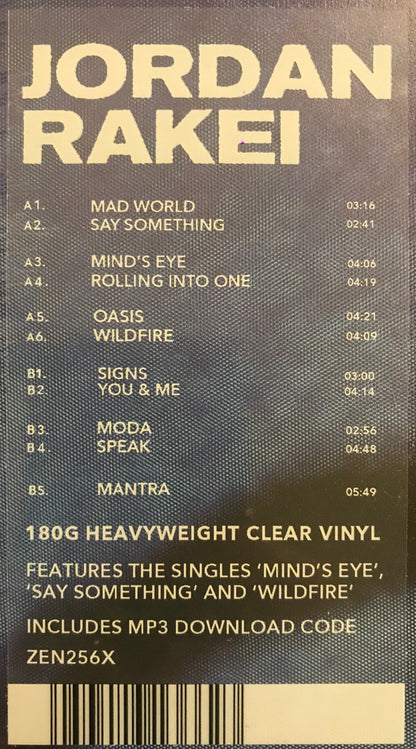 JORDAN
RAKEI
A1. MAD WORLD 03:16
A2. SAY SOMETHING 02:41
A3. MIND'S EYE 04:06
A4. ROLLING INTO ONE 04:19
A5. OASIS 04:21
A6. WILDFIRE 04:09
B1. SIGNS 03:00
B2. YOU & ME 04:14
B3. MODA 02:56
B4. SPEAK 04:48
B5. MANTRA 05:49
180G HEAVYWEIGHT CLEAR VINYL
FEATURES THE SINGLES ‘MIND'S EYE’,
‘SAY SOMETHING’ AND ‘WILDFIRE’
INCLUDES MP3 DOWNLOAD CODE
ZEN256X